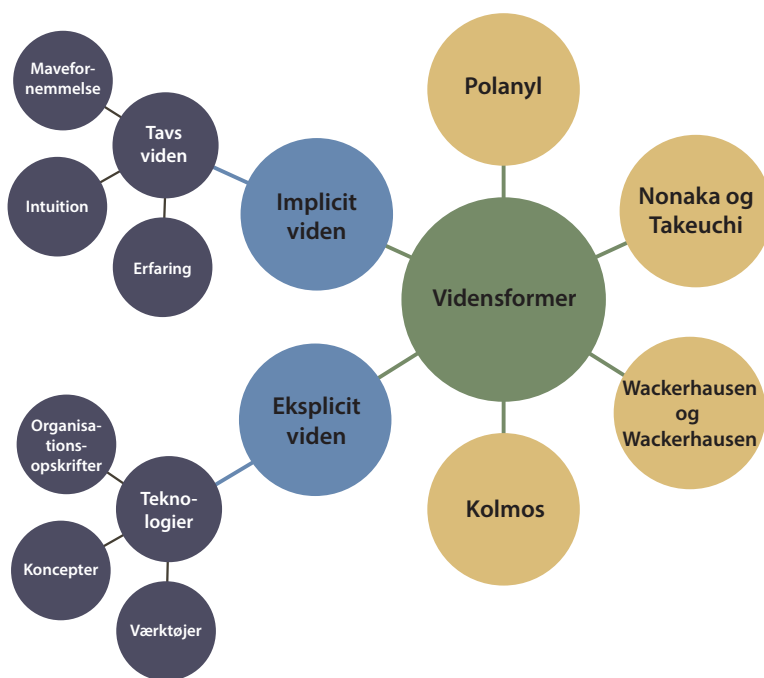 Mavefor-
nemmelse
Tavs
viden
Intuition
Erfaring
Implicit
viden
Polanyl
Nonaka og
Takeuchi
Vidensformer
Wackerhausen
og
Wackerhausen
Kolmos
Eksplicit
viden
Organisa-
tions-
opskrifter
Tekno-
logier
Koncepter
Værktøjer